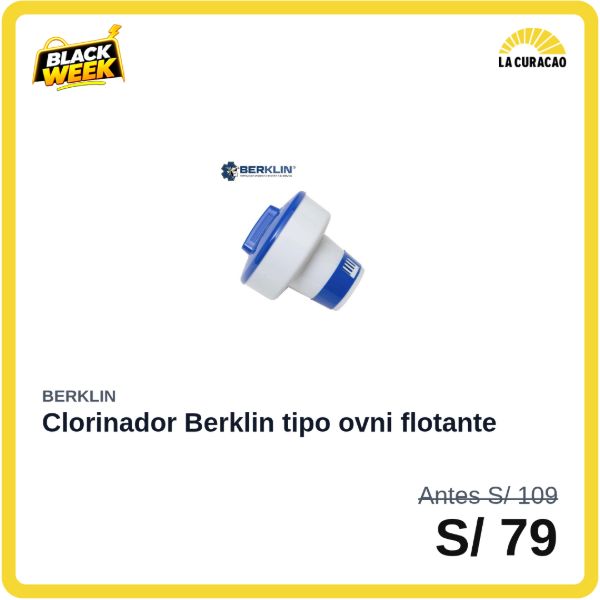 BLACK
WEEK
LA CURACAO
BERKLIN®
BERKLIN
Clorinador Berklin tipo ovni flotante
Antes S/ 109
S/ 79